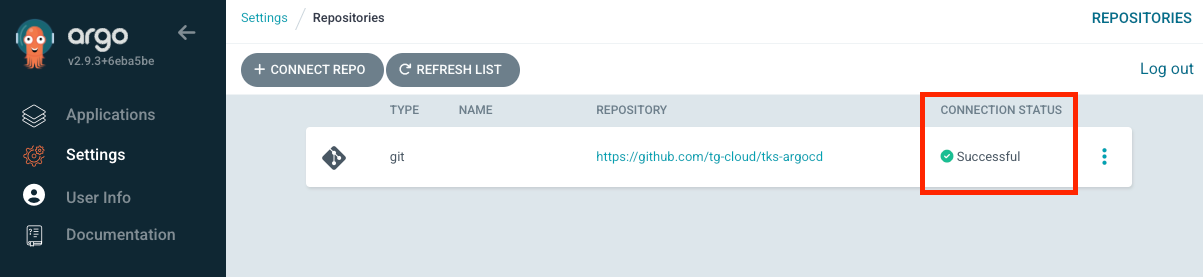 argo
v2.9.3+6eba5be
Applications
Settings
User Info
Documentation
Settings / Repositories
REPOSITORIES
+ CONNECT REPO
REFRESH LIST
Log out
TYPE NAME REPOSITORY CONNECTION STATUS
git https://github.com/tg-cloud/tks-argocd Successful